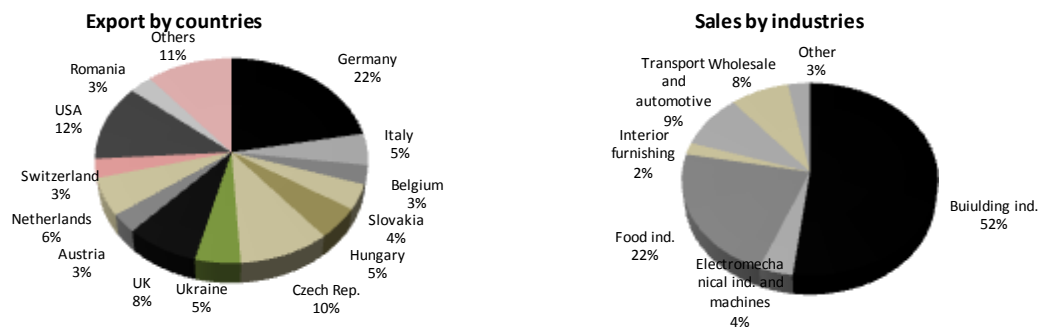 Export by countries
Others
11%
Germany
22%
Romania
3%
USA
12%
Italy
5%
Switzerland
3%
Belgium
3%
Netherlands
6%
Slovakia
4%
Austria
3%
Hungary
5%
UK
8%
Ukraine
5%
Czech Rep.
10%
Sales by industries
Other
3%
Transport
and
automotive
9%
Wholesale
8%
Interior
furnishing
2%
Buiulding ind.
52%
Food ind.
22%
Electromecha
nical ind. and
machines
4%